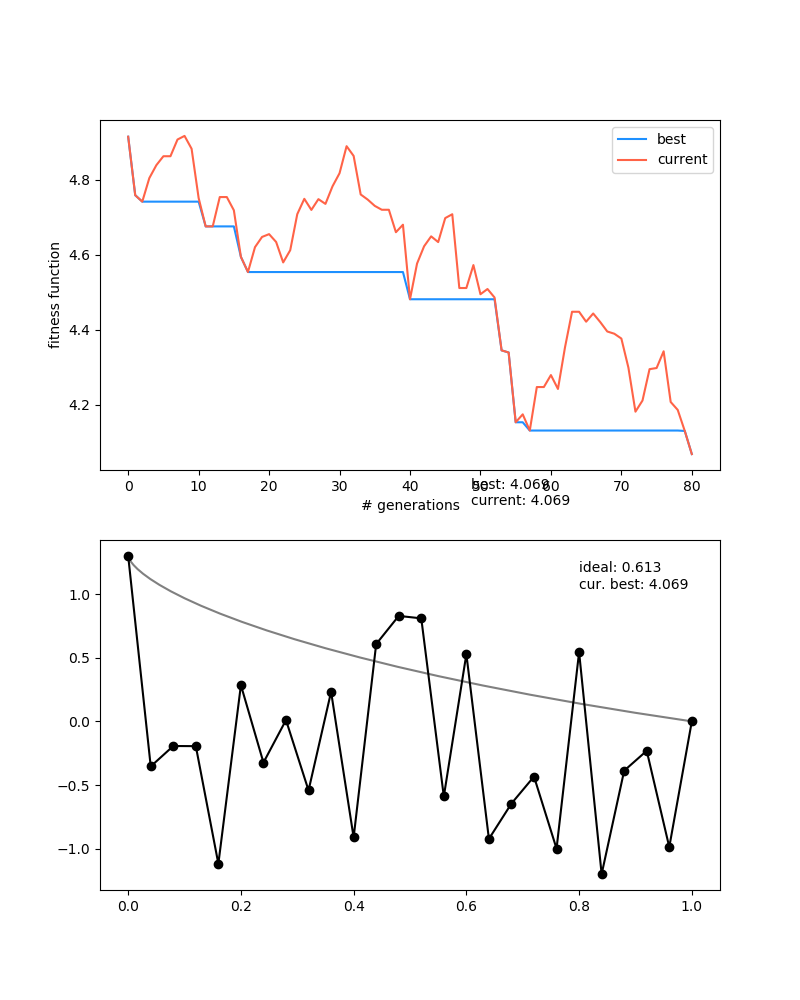 best
current
4.8
4.6
4.4
4.2
fitness function
0 10 20 30 40 50 60 70 80
best: 4.069
# generations
current: 4.069
ideal: 0.613
cur. best: 4.069
1.0
0.5
0.0
−0.5
−1.0
0.0 0.2 0.4 0.6 0.8 1.0